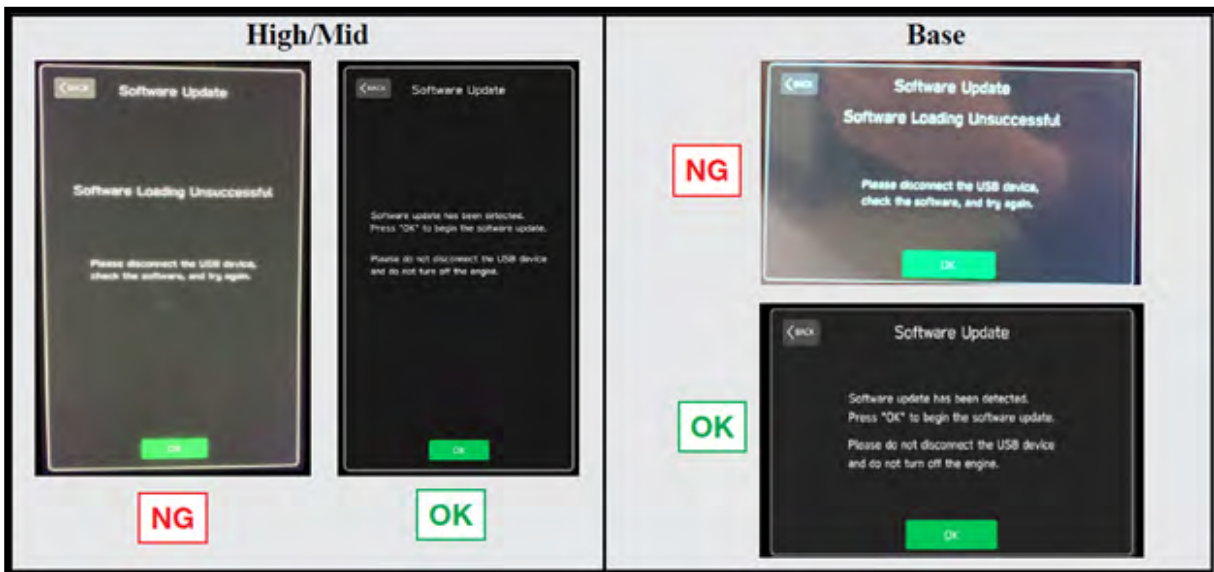 High/Mid
< BACK
Software Update
Software Loading Unsuccessful
Please disconnect the USB device,
check the software, and try again.
OK
NG
< BACK
Software Update
Software update has been detected.
Press "OK" to begin the software update.
Please do not disconnect the USB device
and do not turn off the engine.
OK
OK
Base
NG
< BACK
Software Update
Software Loading Unsuccessful
Please disconnect the USB device,
check the software, and try again.
OK
OK
< BACK
Software Update
Software update has been detected.
Press "OK" to begin the software update.
Please do not disconnect the USB device
and do not turn off the engine.
OK